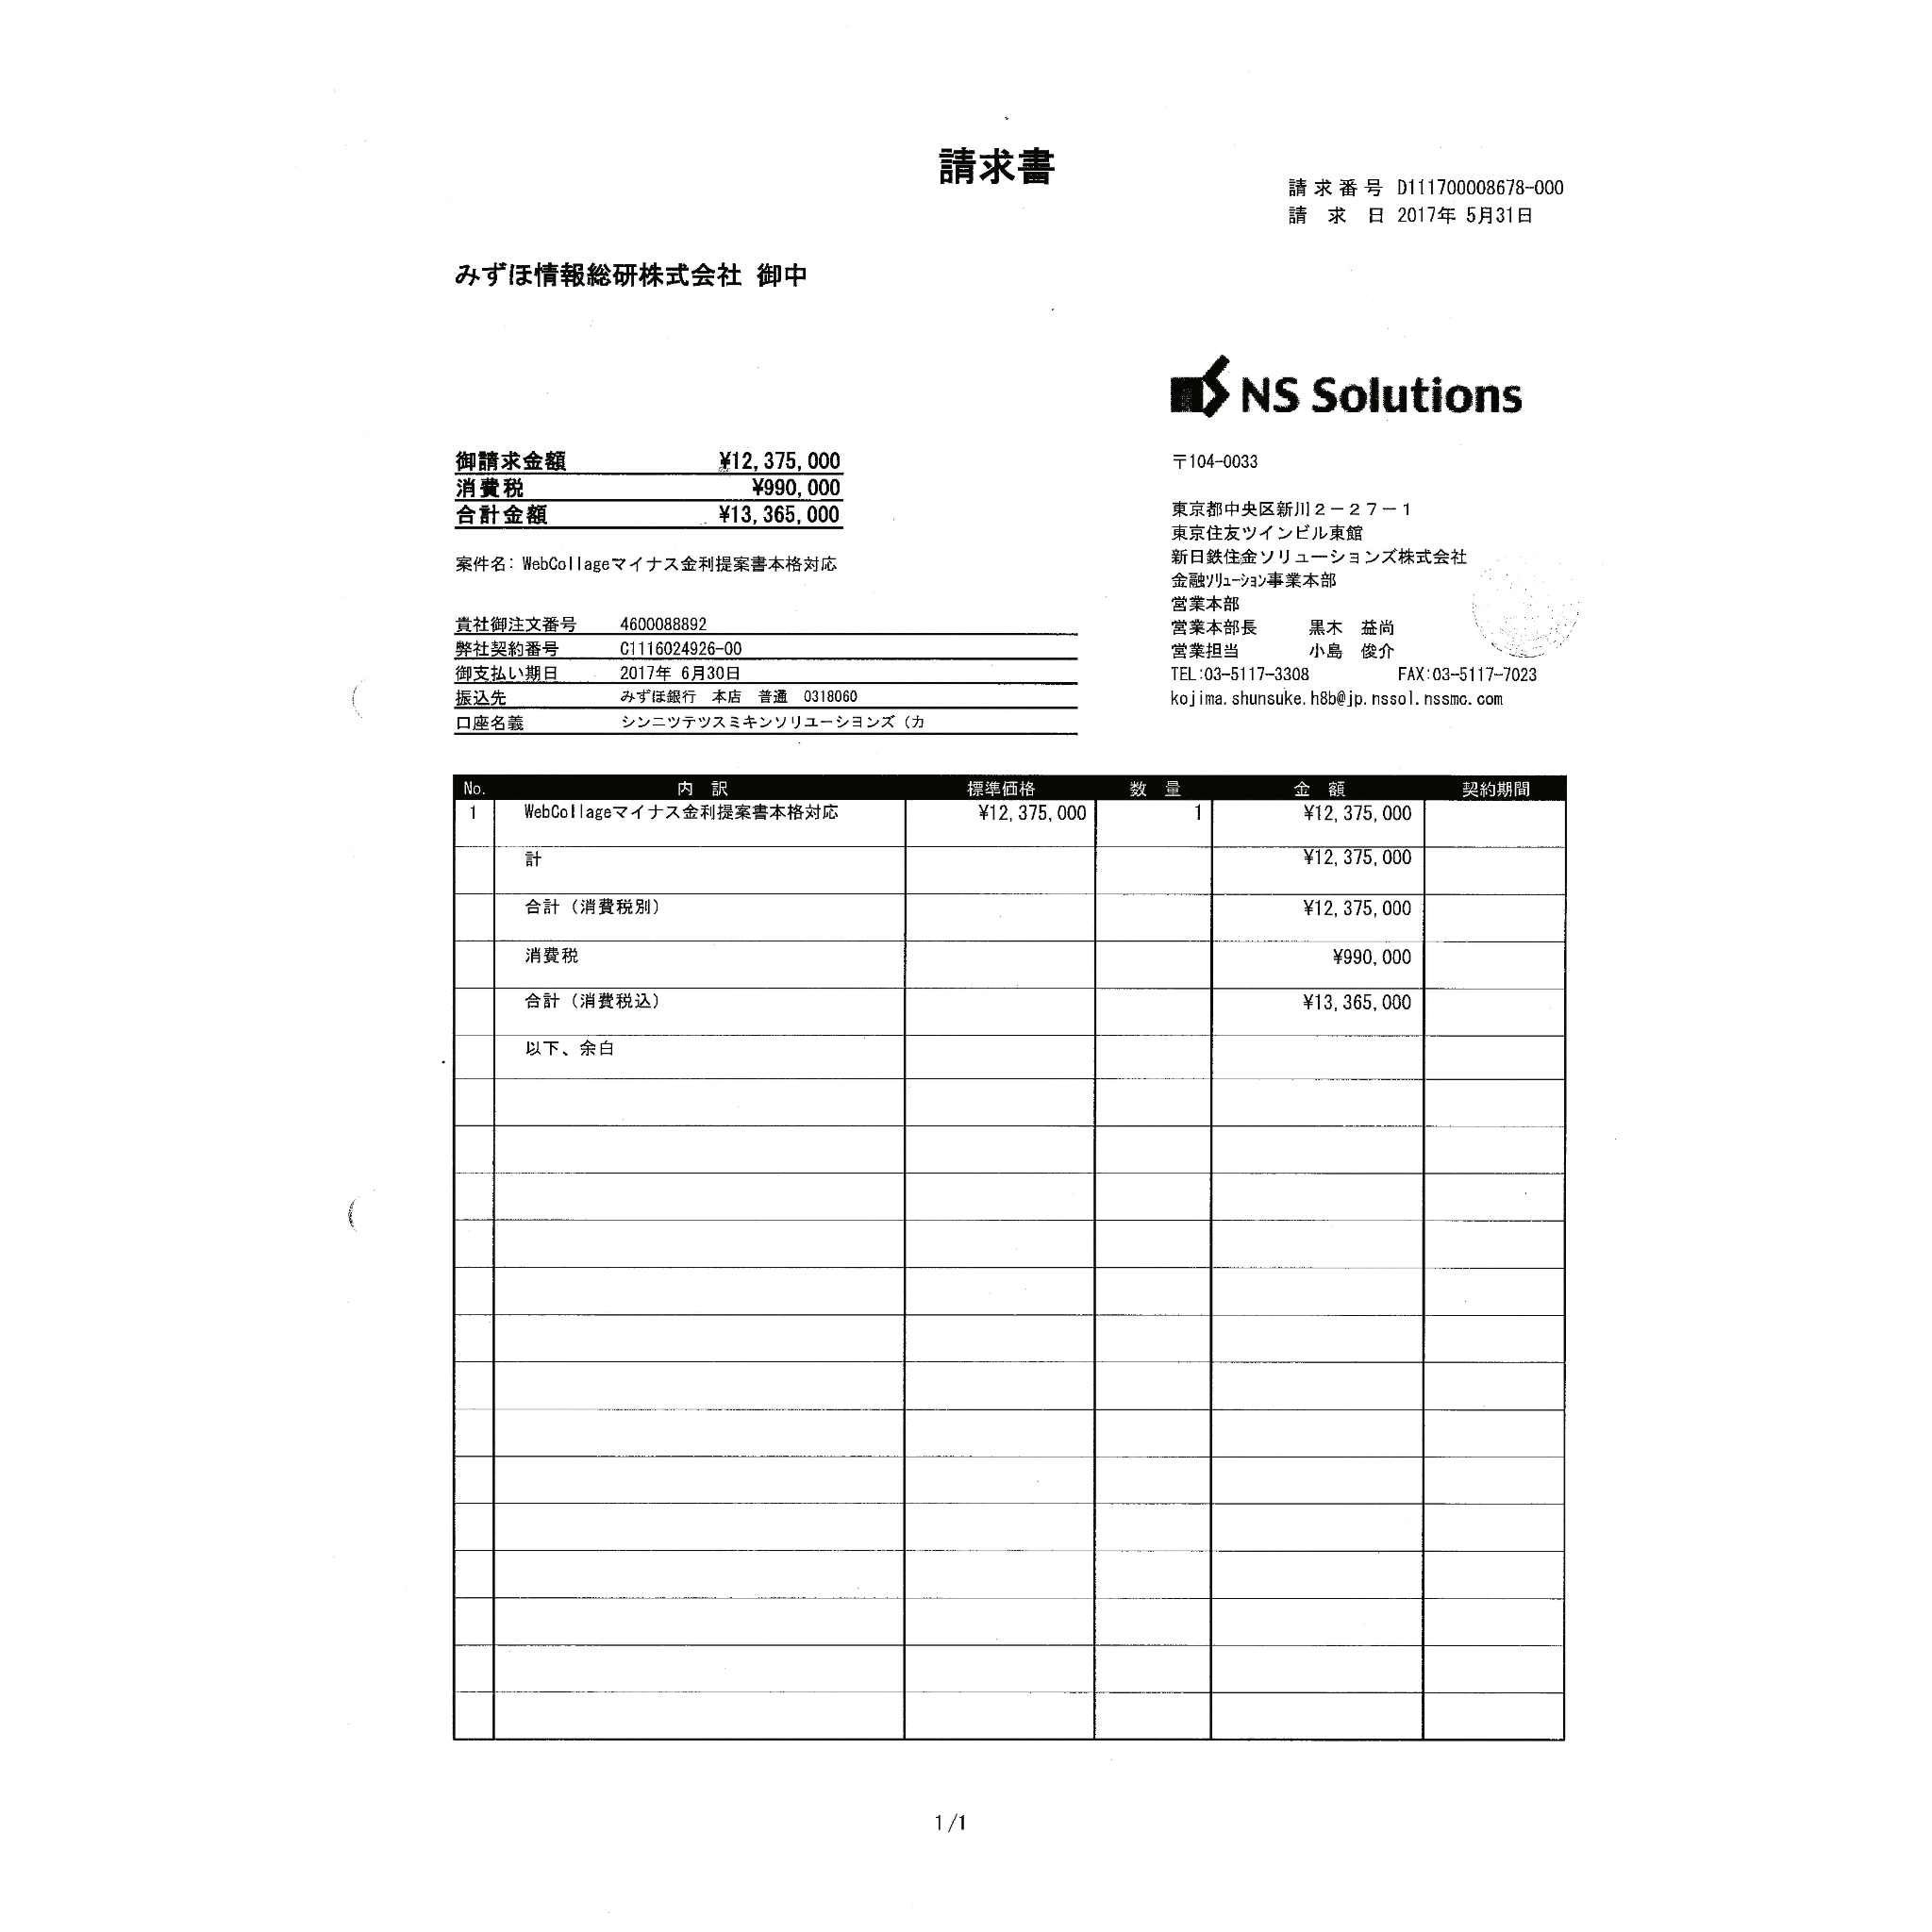 請求書
請求番号 D111700008678-000
請求日 2017年 5月31日
みずほ情報総研株式会社 御中
NS Solutions
御請求金額 ¥12,375,000
消費税 ¥990,000
合計金額 ¥13,365,000
〒104-0033
東京都中央区新川2-27-1
東京住友ツインビル東館
新日鉄住金ソリューションズ株式会社
金融ソリューション事業本部
営業本部
営業本部長 黒木 益尚
営業担当 小島 俊介
TEL:03-5117-3308 FAX:03-5117-7023
kojima.shunsuke.h8b@jp.nssol.nssmc.com
案件名: WebCollageマイナス金利提案書本格対応
貴社御注文番号 4600088892
弊社契約番号 C1116024926-00
御支払い期日 2017年 6月30日
振込先 みずほ銀行 本店 普通 0318060
口座名義 シンニツテツスミキンソリユーシヨンズ(カ
No. 内訳 標準価格 数量 金額 契約期間
1 WebCollageマイナス金利提案書本格対応 ¥12,375,000 1 ¥12,375,000
計 ¥12,375,000
合計(消費税別) ¥12,375,000
消費税 ¥990,000
合計(消費税込) ¥13,365,000
以下、余白
1/1